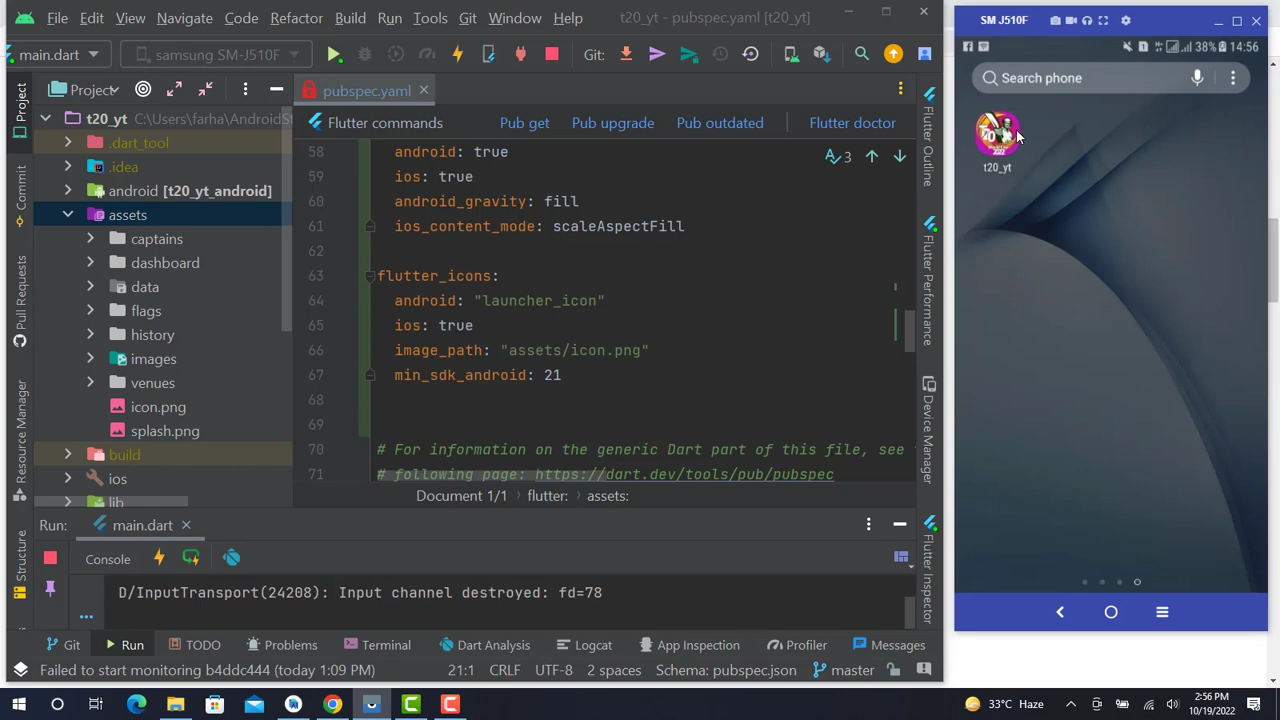 File Edit View Navigate Code Refactor Build Run Tools Git Window Help t20_yt - pubspec.yaml [t20_yt]
main.dart samsung SM-J510F Git:
Project pubspec.yaml
t20_yt C:\Users\farha\AndroidSt
.dart_tool
.idea
android [t20_yt_android]
assets
captains
dashboard
data
flags
history
images
venues
icon.png
splash.png
build
ios
lib
Flutter commands Pub get Pub upgrade Pub outdated Flutter doctor
3
58 android: true
59 ios: true
60 android_gravity: fill
61 ios_content_mode: scaleAspectFill
62
63 flutter_icons:
64 android: "launcher_icon"
65 ios: true
66 image_path: "assets/icon.png"
67 min_sdk_android: 21
68
69
70 # For information on the generic Dart part of this file, see
71 # following page: https://dart.dev/tools/pub/pubspec
Document 1/1 flutter: assets:
Project
Commit
Pull Requests
Resource Manager
Structure
Flutter Outline
Flutter Performance
Device Manager
Flutter Inspector
Run: main.dart
Console
D/InputTransport(24208): Input channel destroyed: fd=78
Git Run TODO Problems Terminal Dart Analysis Logcat App Inspection Profiler Messages
Failed to start monitoring b4ddc444 (today 1:09 PM) 21:1 CRLF UTF-8 2 spaces Schema: pubspec.json master
SM J510F
38% 14:56
Search phone
T20
World Cup
2022
t20_yt
33°C Haze
2:56 PM
10/19/2022